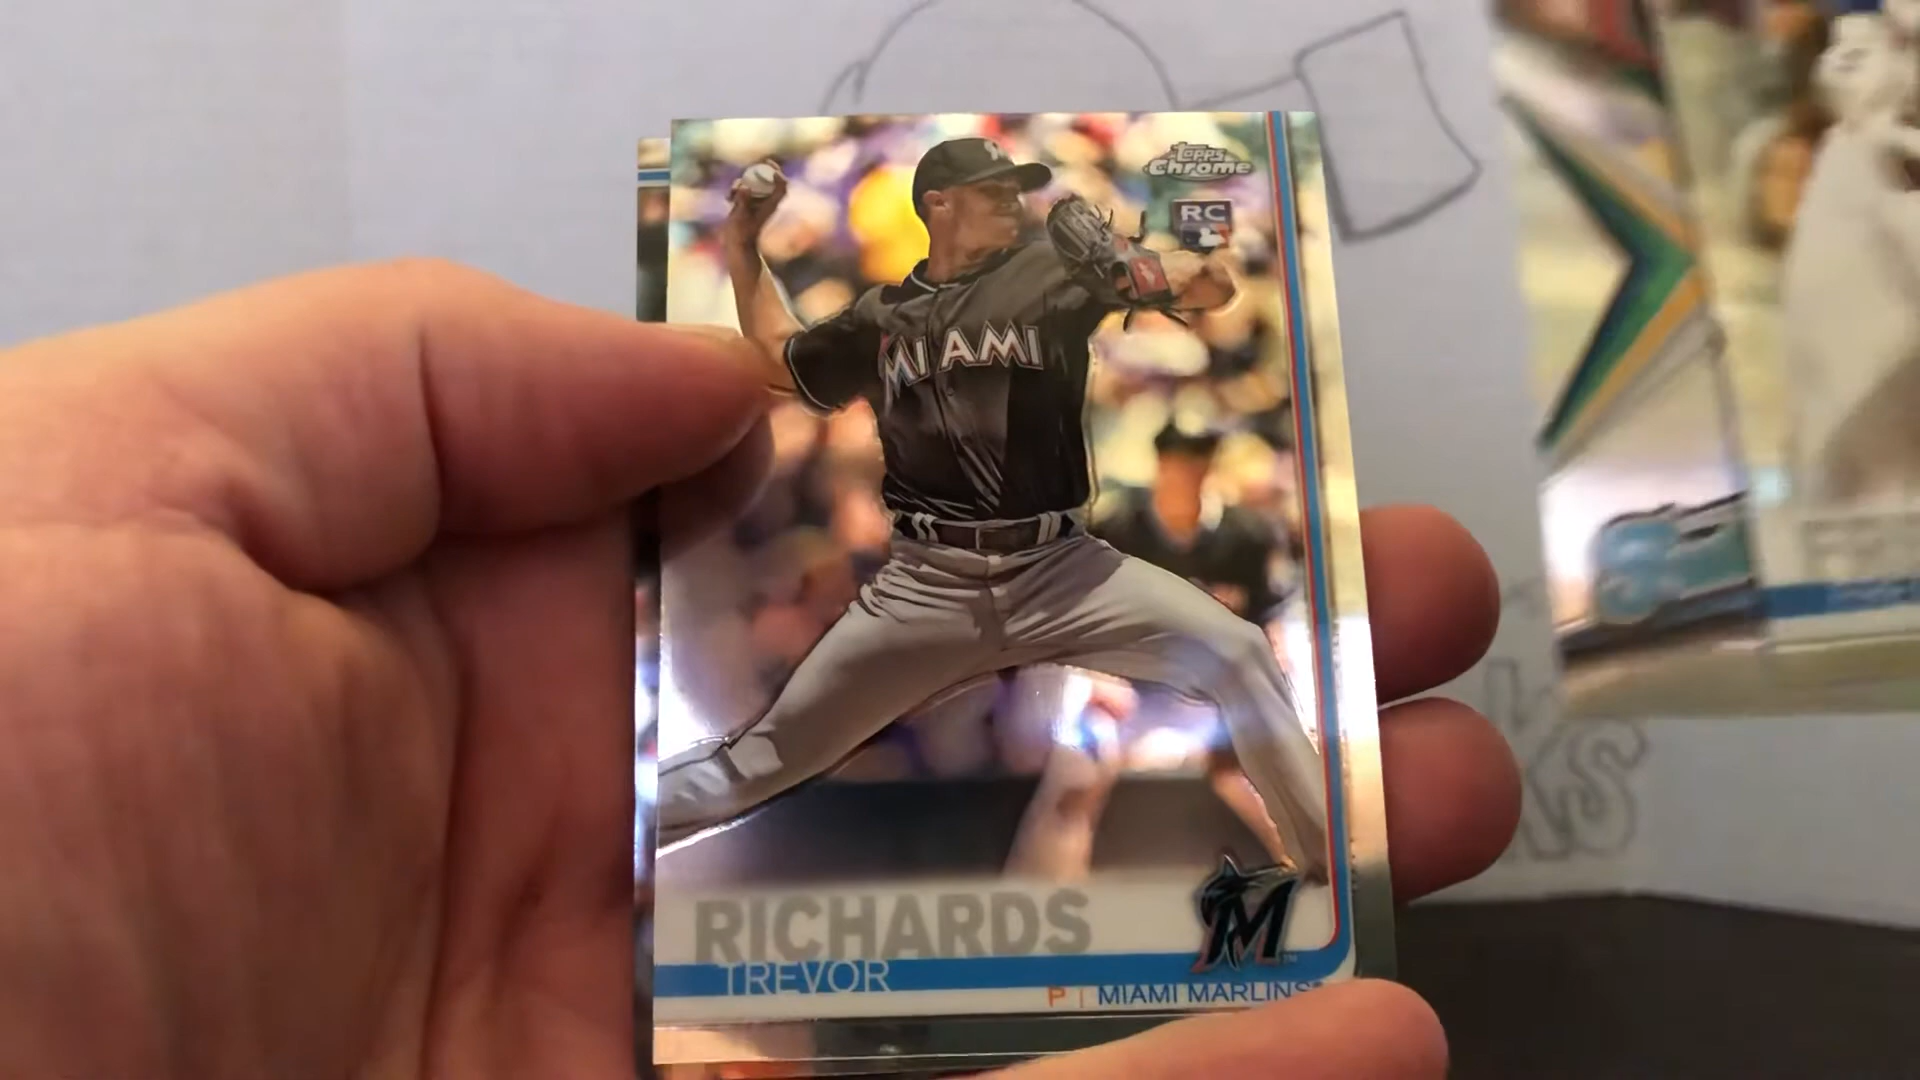 Topps
Chrome
RC
MIAMI
RICHARDS
TREVOR
P | MIAMI MARLINS